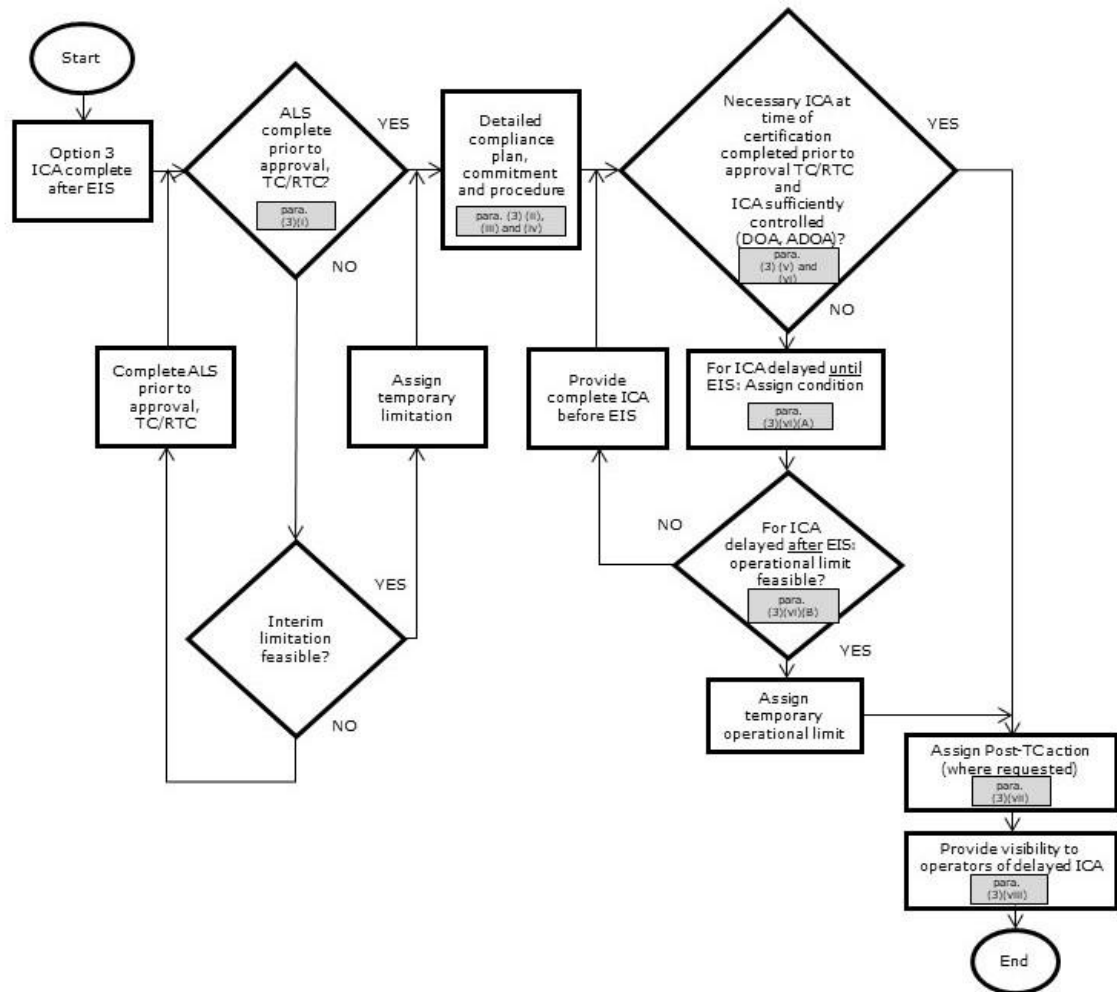 Start
Option 3
ICA complete
after EIS
ALS
complete
prior to
approval,
TC/RTC?
para.
(3)(i)
YES
NO
Detailed
compliance
plan,
commitment
and procedure
para. (3) (ii),
(iii) and (iv)
Necessary ICA at
time of
certification
completed prior to
approval TC/RTC
and
ICA sufficiently
controlled
(DOA, ADOA)?
para.
(3) (v) and
(vi)
YES
NO
Complete ALS
prior to
approval,
TC/RTC
Assign
temporary
limitation
Provide
complete ICA
before EIS
For ICA delayed until
EIS: Assign condition
para.
(3)(vi)(A)
Interim
limitation
feasible?
YES
NO
For ICA
delayed after EIS:
operational limit
feasible?
para.
(3)(vi)(B)
NO
YES
Assign
temporary
operational limit
Assign Post-TC action
(where requested)
para.
(3)(vii)
Provide visibility to
operators of delayed ICA
para.
(3)(viii)
End